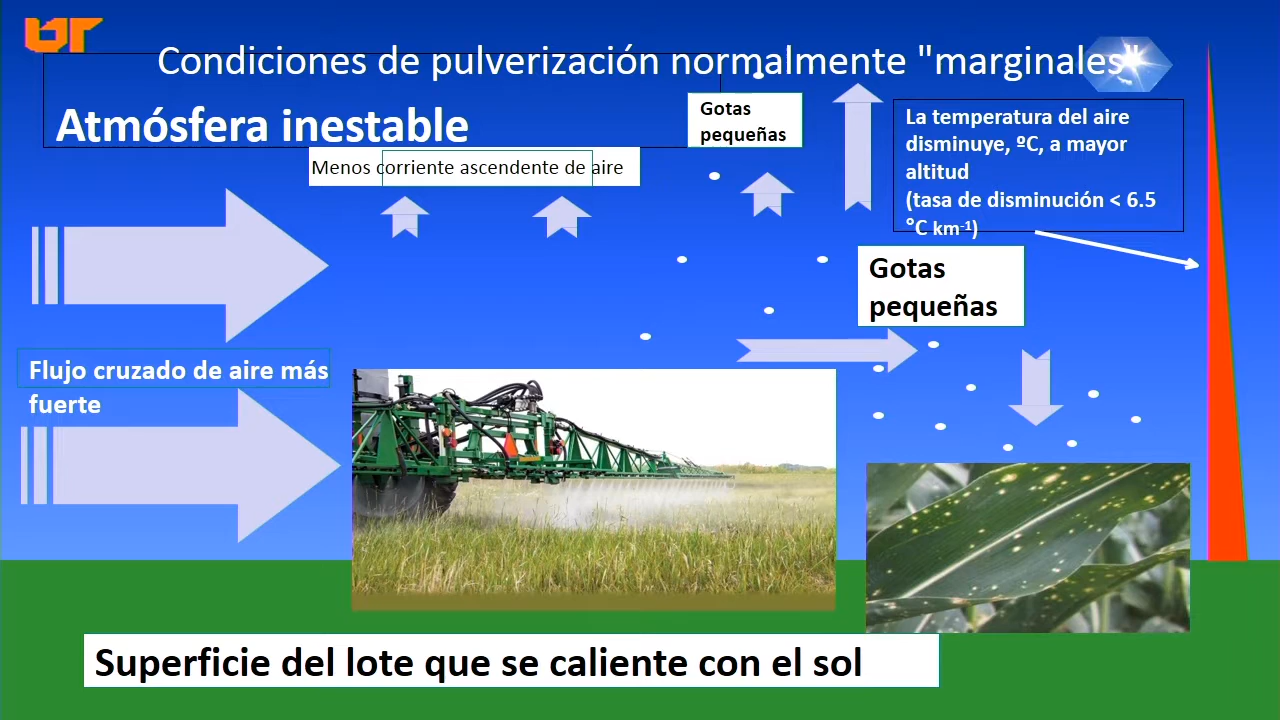 UT
Condiciones de pulverización normalmente "marginales"
Atmósfera inestable
Gotas
pequeñas
La temperatura del aire
disminuye, ºC, a mayor
altitud
(tasa de disminución < 6.5
°C km-1)
Menos corriente ascendente de aire
Gotas
pequeñas
Flujo cruzado de aire más
fuerte
Superficie del lote que se caliente con el sol